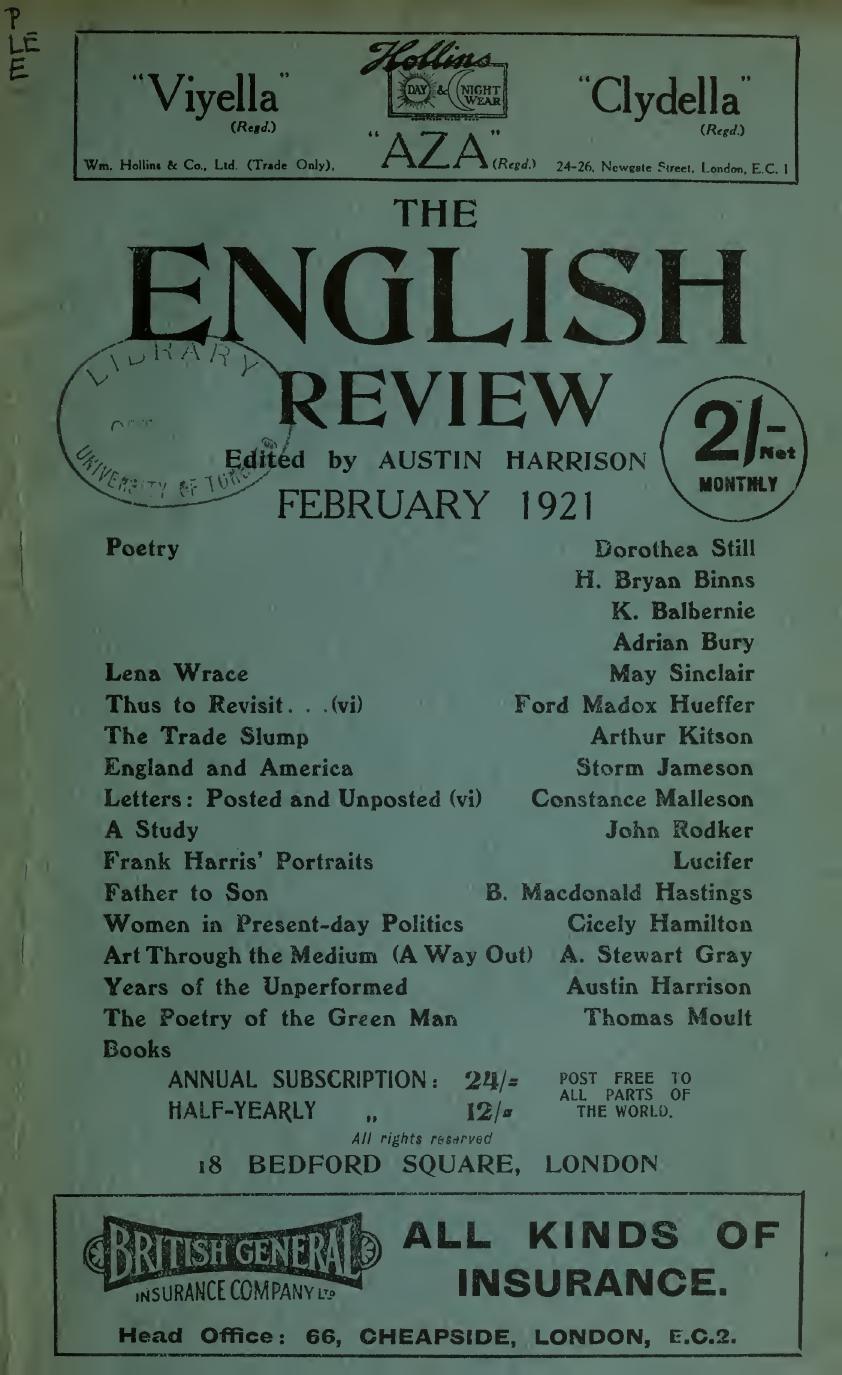 P
LE
E
Hollins
DAY & NIGHT WEAR
"Viyella"
(Regd.)
"Clydella"
(Regd.)
"AZA" (Regd.)
Wm. Hollins & Co., Ltd. (Trade Only),
24-26, Newgate Street, London, E.C. 1
THE
ENGLISH
REVIEW
LIBRARY
UNIVERSITY OF TORONTO
Edited by AUSTIN HARRISON
FEBRUARY 1921
2/- Net
MONTHLY
Poetry Dorothea Still
H. Bryan Binns
K. Balbernie
Adrian Bury
Lena Wrace May Sinclair
Thus to Revisit. . .(vi) Ford Madox Hueffer
The Trade Slump Arthur Kitson
England and America Storm Jameson
Letters: Posted and Unposted (vi) Constance Malleson
A Study John Rodker
Frank Harris' Portraits Lucifer
Father to Son B. Macdonald Hastings
Women in Present-day Politics Cicely Hamilton
Art Through the Medium (A Way Out) A. Stewart Gray
Years of the Unperformed Austin Harrison
The Poetry of the Green Man Thomas Moult
Books
ANNUAL SUBSCRIPTION: 24/=
HALF-YEARLY „ 12/=
POST FREE TO
ALL PARTS OF
THE WORLD.
All rights reserved
18 BEDFORD SQUARE, LONDON
BRITISH GENERAL
INSURANCE COMPANY LTD
ALL KINDS OF
INSURANCE.
Head Office: 66, CHEAPSIDE, LONDON, E.C.2.